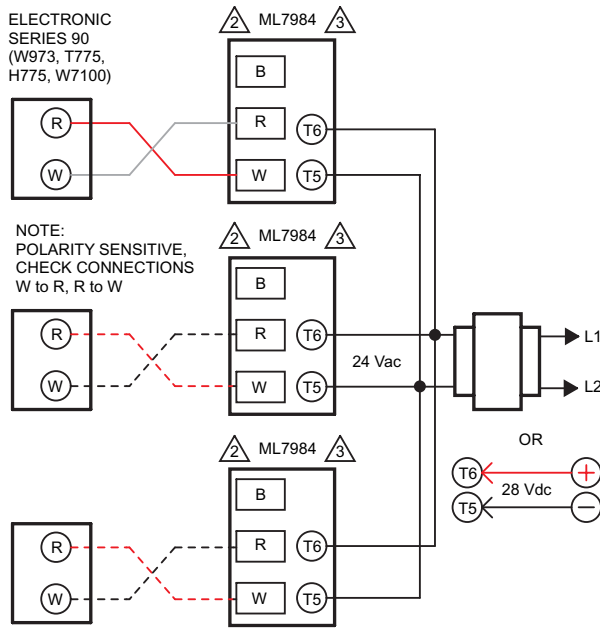 ELECTRONIC
SERIES 90
(W973, T775,
H775, W7100)
2 ML7984 3
B
R
R
T6
W
W
T5
NOTE:
POLARITY SENSITIVE,
CHECK CONNECTIONS
W to R, R to W
2 ML7984 3
B
R
R
T6
W
W
T5
24 Vac
L1
L2
OR
T6
+
28 Vdc
T5
−
2 ML7984 3
B
R
R
T6
W
W
T5